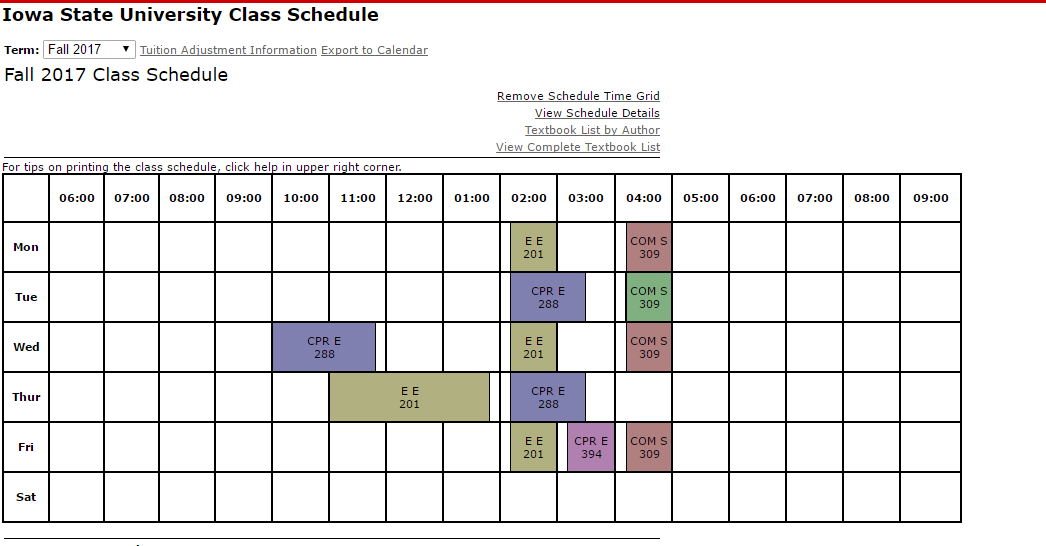 Iowa State University Class Schedule
Term: Fall 2017 Tuition Adjustment Information Export to Calendar
Fall 2017 Class Schedule
Remove Schedule Time Grid
View Schedule Details
Textbook List by Author
View Complete Textbook List
For tips on printing the class schedule, click help in upper right corner.
06:00 07:00 08:00 09:00 10:00 11:00 12:00 01:00 02:00 03:00 04:00 05:00 06:00 07:00 08:00 09:00
E E COM S
Mon
201 309
CPR E COM S
Tue
288 309
CPR E E E COM S
Wed
288 201 309
E E CPR E
Thur
201 288
E E CPR E COM S
Fri
201 394 309
Sat